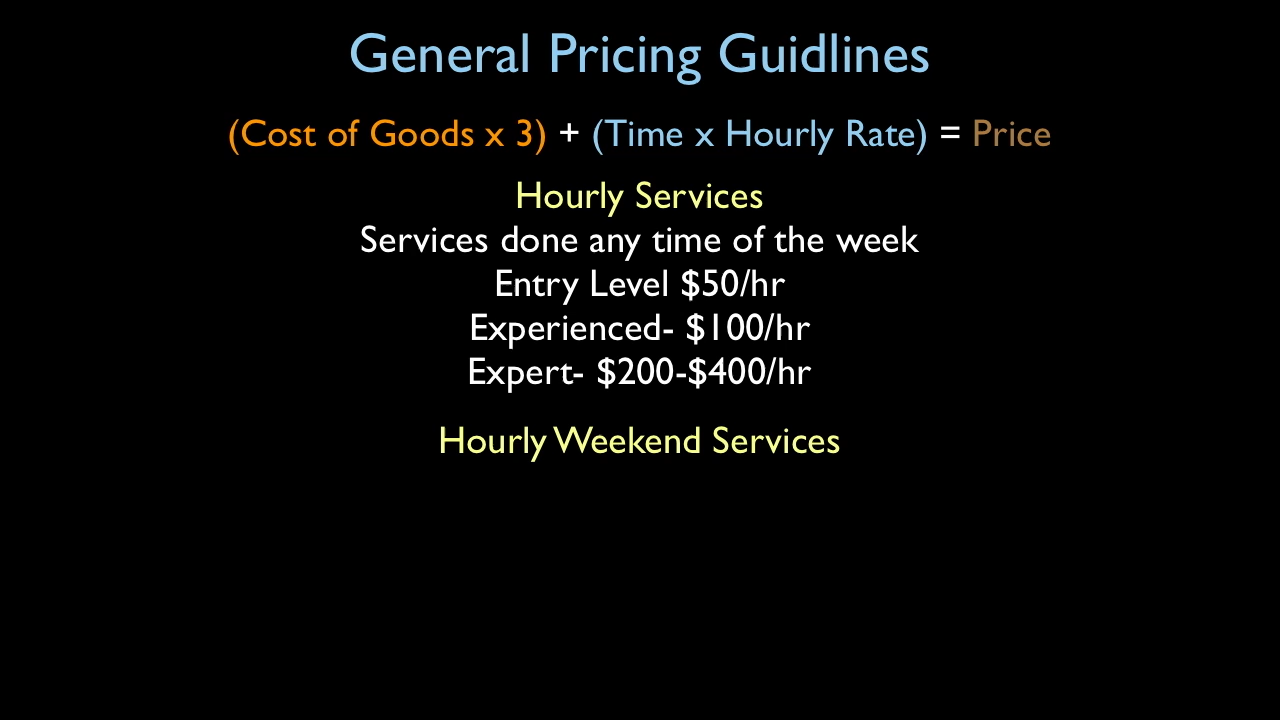 General Pricing Guidlines
(Cost of Goods x 3) + (Time x Hourly Rate) = Price
Hourly Services
Services done any time of the week
Entry Level $50/hr
Experienced- $100/hr
Expert- $200-$400/hr
Hourly Weekend Services